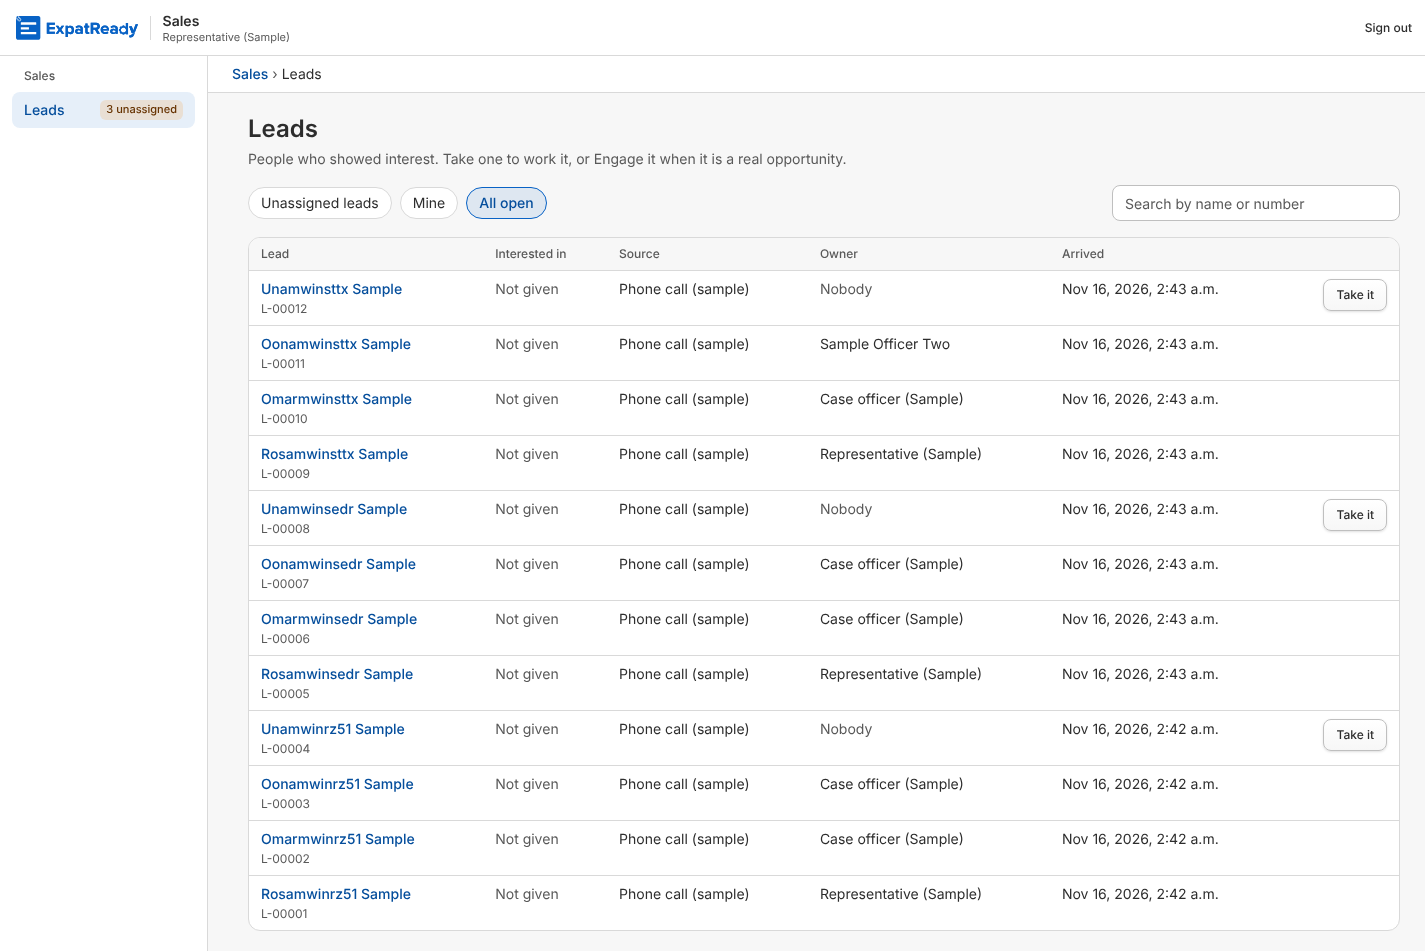 ExpatReady
Sales
Representative (Sample)
Sign out
Sales
Leads 3 unassigned
Sales › Leads
Leads
People who showed interest. Take one to work it, or Engage it when it is a real opportunity.
Unassigned leads Mine All open Search by name or number
Lead Interested in Source Owner Arrived
Unamwinsttx Sample Not given Phone call (sample) Nobody Nov 16, 2026, 2:43 a.m. Take it
L-00012
Oonamwinsttx Sample Not given Phone call (sample) Sample Officer Two Nov 16, 2026, 2:43 a.m.
L-00011
Omarmwinsttx Sample Not given Phone call (sample) Case officer (Sample) Nov 16, 2026, 2:43 a.m.
L-00010
Rosamwinsttx Sample Not given Phone call (sample) Representative (Sample) Nov 16, 2026, 2:43 a.m.
L-00009
Unamwinsedr Sample Not given Phone call (sample) Nobody Nov 16, 2026, 2:43 a.m. Take it
L-00008
Oonamwinsedr Sample Not given Phone call (sample) Case officer (Sample) Nov 16, 2026, 2:43 a.m.
L-00007
Omarmwinsedr Sample Not given Phone call (sample) Case officer (Sample) Nov 16, 2026, 2:43 a.m.
L-00006
Rosamwinsedr Sample Not given Phone call (sample) Representative (Sample) Nov 16, 2026, 2:43 a.m.
L-00005
Unamwinrz51 Sample Not given Phone call (sample) Nobody Nov 16, 2026, 2:42 a.m. Take it
L-00004
Oonamwinrz51 Sample Not given Phone call (sample) Case officer (Sample) Nov 16, 2026, 2:42 a.m.
L-00003
Omarmwinrz51 Sample Not given Phone call (sample) Case officer (Sample) Nov 16, 2026, 2:42 a.m.
L-00002
Rosamwinrz51 Sample Not given Phone call (sample) Representative (Sample) Nov 16, 2026, 2:42 a.m.
L-00001